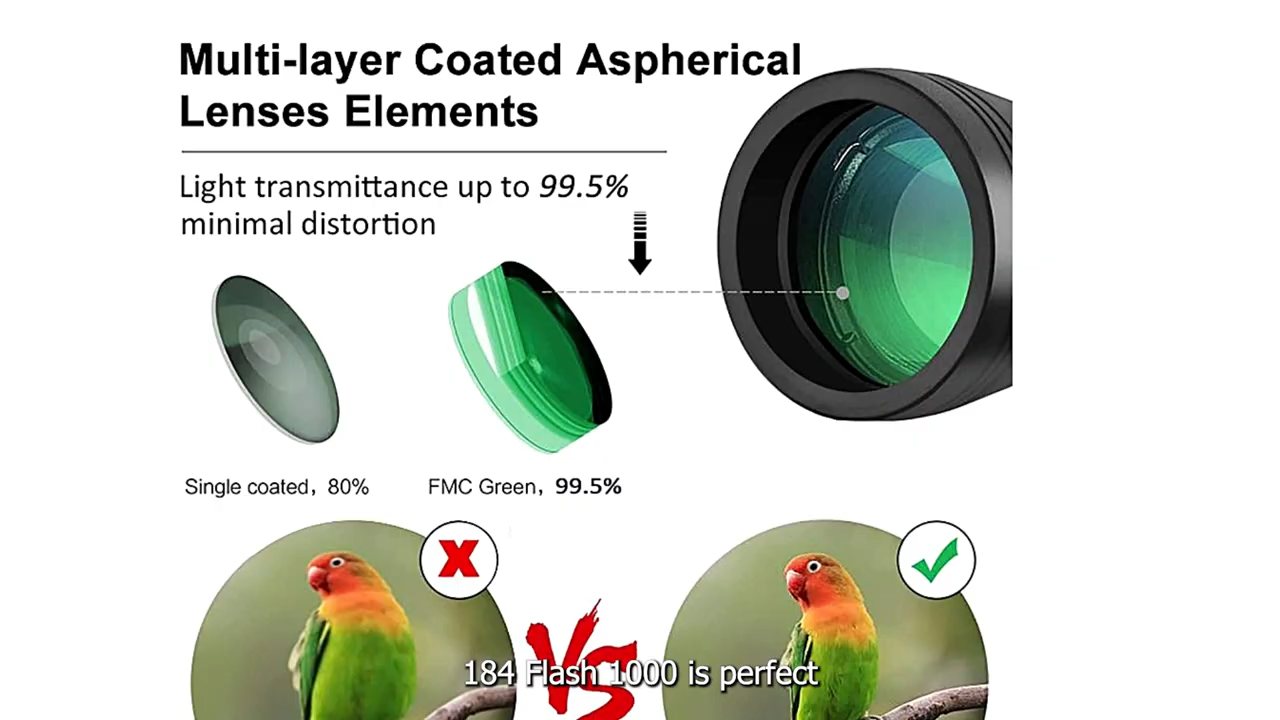 Multi-layer Coated Aspherical
Lenses Elements
Light transmittance up to 99.5%
minimal distortion
Single coated, 80%
FMC Green, 99.5%
X
Vs
184 Flash 1000 is perfect